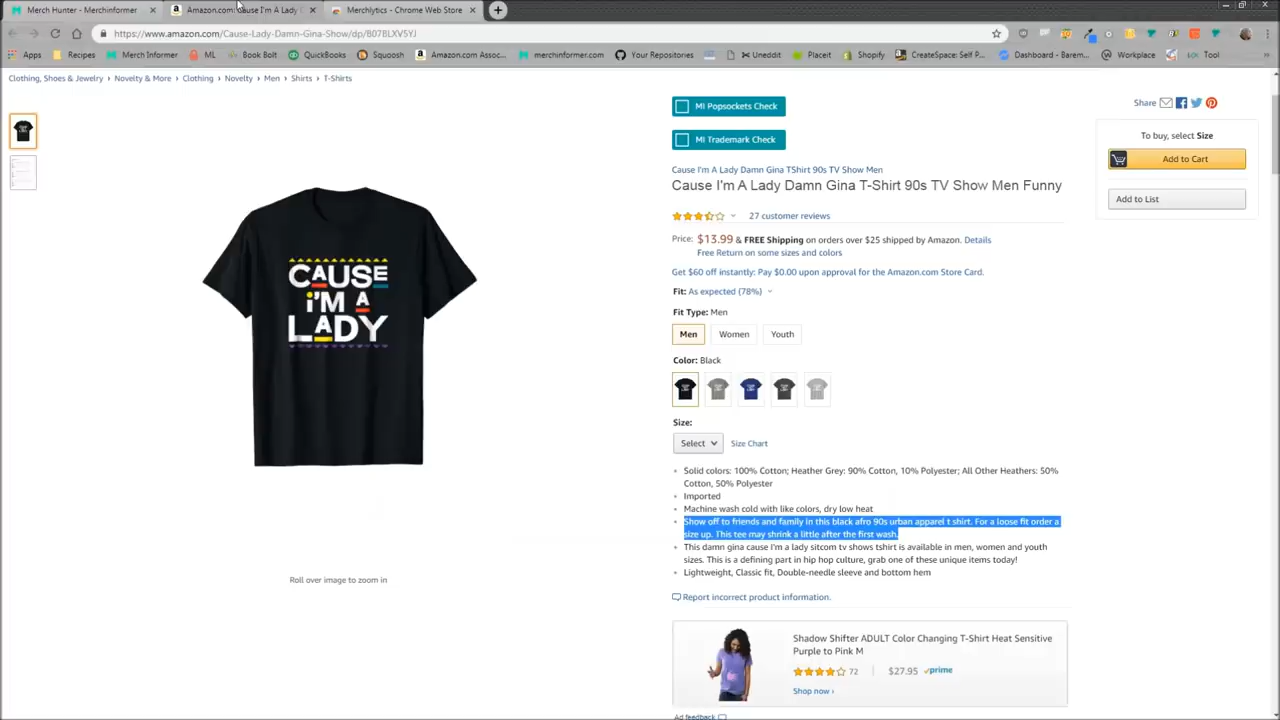 Merch Hunter - Merchinformer
Amazon.com: Cause I'm A Lady
Merchlytics - Chrome Web Store
https://www.amazon.com/Cause-Lady-Damn-Gina-Show/dp/B07BLXV5YJ
Apps Recipes Merch Informer ML Book Bolt QuickBooks Squoosh Amazon.com Assoc... merchinformer.com Your Repositories Uneddit Placeit Shopify CreateSpace: Self P... Dashboard - Barem... Workplace Tool
Clothing, Shoes & Jewelry › Novelty & More › Clothing › Novelty › Men › Shirts › T-Shirts
MI Popsockets Check
MI Trademark Check
Share
To buy, select Size
Add to Cart
Add to List
Cause I'm A Lady Damn Gina TShirt 90s TV Show Men
Cause I'm A Lady Damn Gina T-Shirt 90s TV Show Men Funny
27 customer reviews
Price: $13.99 & FREE Shipping on orders over $25 shipped by Amazon. Details
Free Return on some sizes and colors
Get $60 off instantly: Pay $0.00 upon approval for the Amazon.com Store Card.
Fit: As expected (78%)
Fit Type: Men
Men Women Youth
Color: Black
Size:
Select Size Chart
CAUSE
I'M A
LADY
Roll over image to zoom in
Solid colors: 100% Cotton; Heather Grey: 90% Cotton, 10% Polyester; All Other Heathers: 50%
Cotton, 50% Polyester
Imported
Machine wash cold with like colors, dry low heat
Show off to friends and family in this black afro 90s urban apparel t shirt. For a loose fit order a
size up. This tee may shrink a little after the first wash.
This damn gina cause I'm a lady sitcom tv shows tshirt is available in men, women and youth
sizes. This is a defining part in hip hop culture, grab one of these unique items today!
Lightweight, Classic fit, Double-needle sleeve and bottom hem
Report incorrect product information.
Shadow Shifter ADULT Color Changing T-Shirt Heat Sensitive
Purple to Pink M
72 | $27.95 prime
Shop now ›
Ad feedback